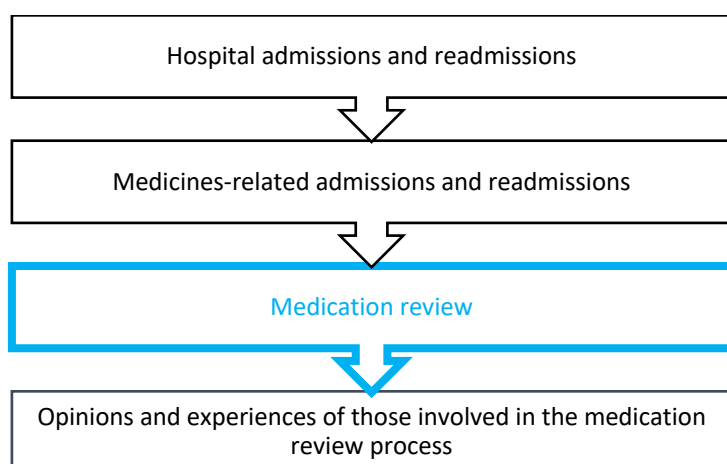 Hospital admissions and readmissions
Medicines-related admissions and readmissions
Medication review
Opinions and experiences of those involved in the medication
review process